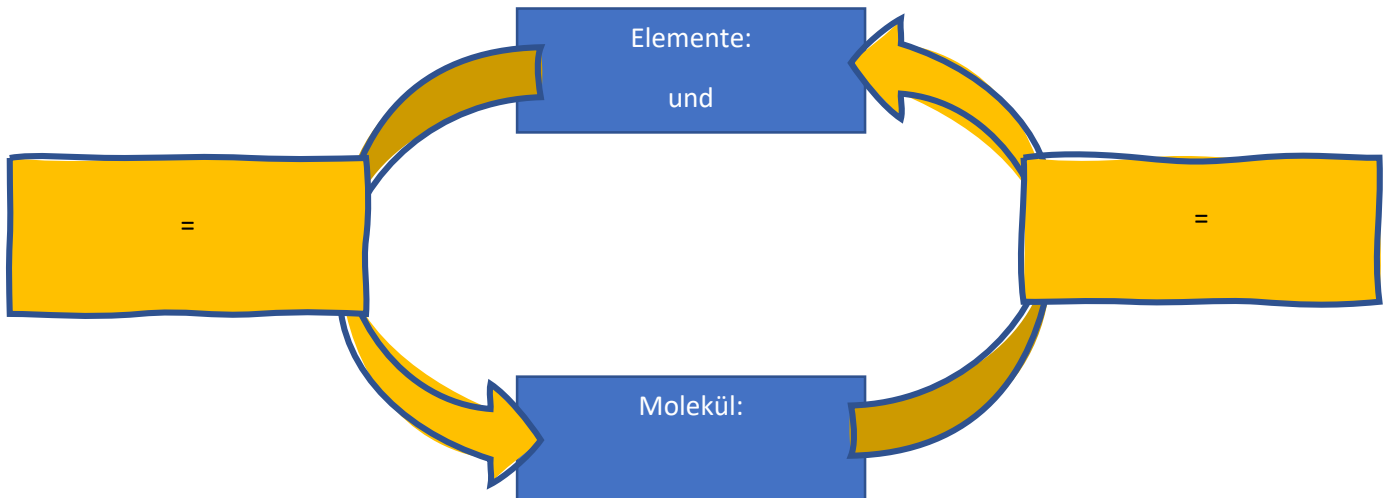 Elemente:
und
=
=
Molekül: